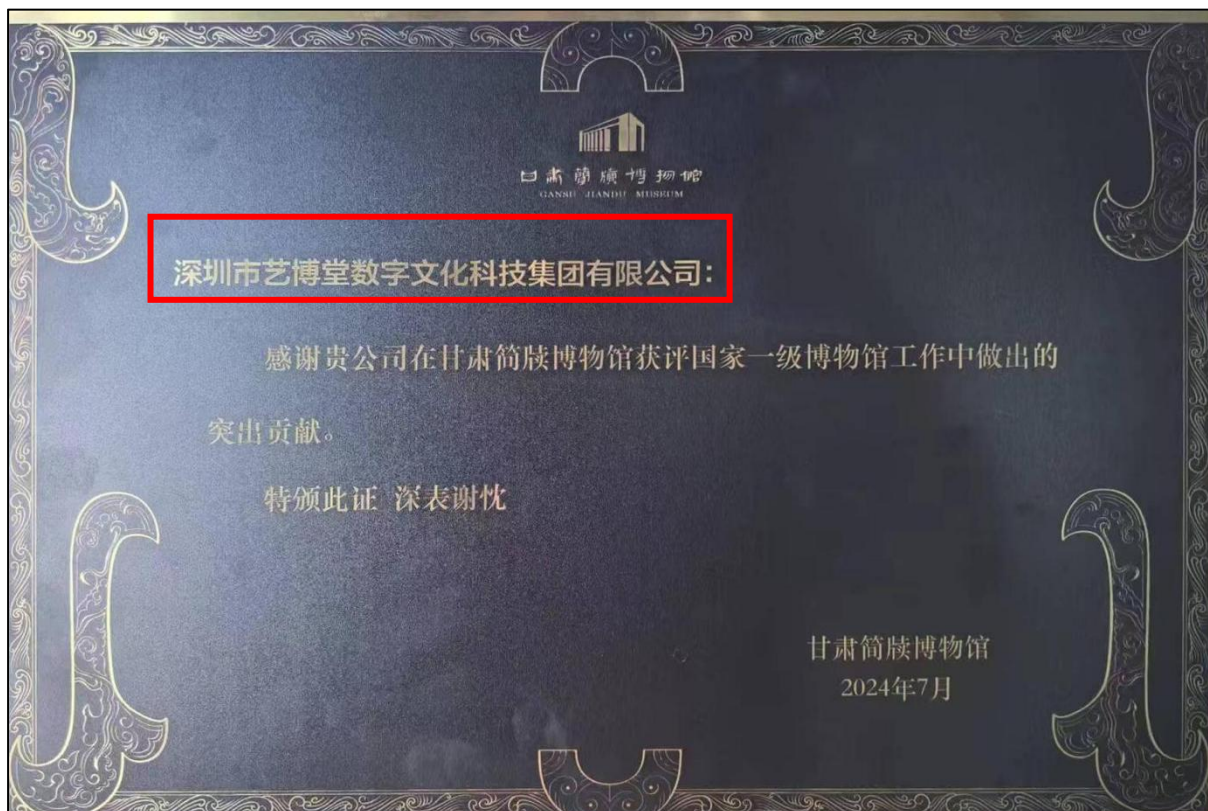 甘肃简牍博物馆
GANSU JIANDU MUSEUM
深圳市艺博堂数字文化科技集团有限公司:
感谢贵公司在甘肃简牍博物馆获评国家一级博物馆工作中做出的
突出贡献。
特颁此证 深表谢忱
甘肃简牍博物馆
2024年7月